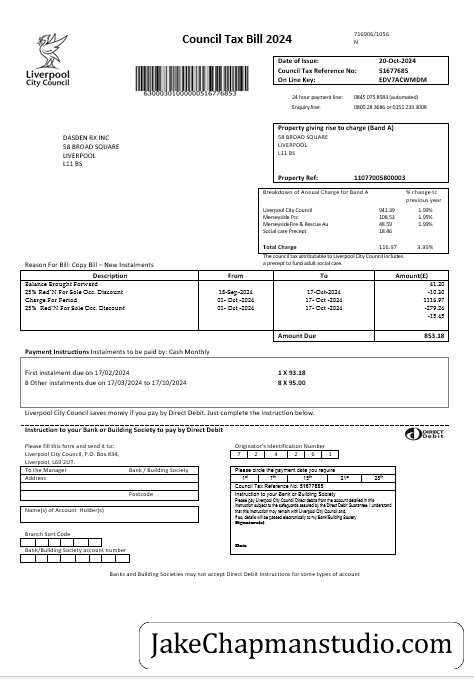 716906/1056
N
Council Tax Bill 2024
Liverpool
City Council
63000301000000516776853
Date of Issue: 20-Oct-2024
Council Tax Reference No: 51677685
On Line Key: EDV7ACWMDM
24 hour payment line: 0845 075 8583 (automated)
Enquiry line: 0800 28 3686 or 0151 233 3008
DASDEN RX INC
58 BROAD SQUARE
LIVERPOOL
L11 BS
Property giving rise to charge (Band A)
58 BROAD SQUARE
LIVERPOOL
L11 BS
Property Ref: 11077005800003
Breakdown of Annual Charge for Band A % change to
previous year
Liverpool City Council 941.39 1.99%
Merseyside Pcc 108.53 1.95%
Merseyside Fire & Rescue Au 48.59 1.99%
Social care Precept 18.46
Total Charge 116.97 3.95%
The council tax attributable to Liverpool City Council includes
a precept to fund adult social care.
Reason For Bill: Copy Bill – New Instalments
Description From To Amount(£)
Balance Brought Forward 41.20
25% Red'N For Sole Occ. Discount 18-Sep-2024 17-Oct-2024 -10.30
Charge For Period 01- Oct -2024 17- Oct -2024 1116.97
25% Red'N For Sole Occ. Discount 01- Oct -2024 17- Oct -2024 -279.24
-15.45
Amount Due 853.18
Payment Instructions Instalments to be paid by: Cash Monthly
First instalment due on 17/02/2024 1 X 93.18
8 Other instalments due on 17/03/2024 to 17/10/2024 8 X 95.00
Liverpool City Council saves money if you pay by Direct Debit. Just complete the instruction below.
Instruction to your Bank or Building Society to pay by Direct Debit
DIRECT
Debit
Please fill this form and send it to:
Liverpool City Council, P.O. Box 834,
Liverpool, L69 2UT.
Originator's Identification Number
7 2 4 2 6 1
To the Manager Bank / Building Society
Address
Postcode
Name(s) of Account Holder(s)
Branch Sort Code
Bank/Building Society account number
Please circle the payment date you require
1st 7th 15th 21st 25th
Council Tax Reference No: 51677685
Instruction to your Bank or Building Society
Please pay Liverpool City Council Direct debits from the account detailed in this
instruction subject to the safeguards assured by the Direct Debit Guarantee. I understand
that this instruction may remain with Liverpool City Council and,
if so, details will be passed electronically to my Bank/Building Society
Signature(s)
Date
Banks and Building Societies may not accept Direct Debit Instructions for some types of account
JakeChapmanstudio.com